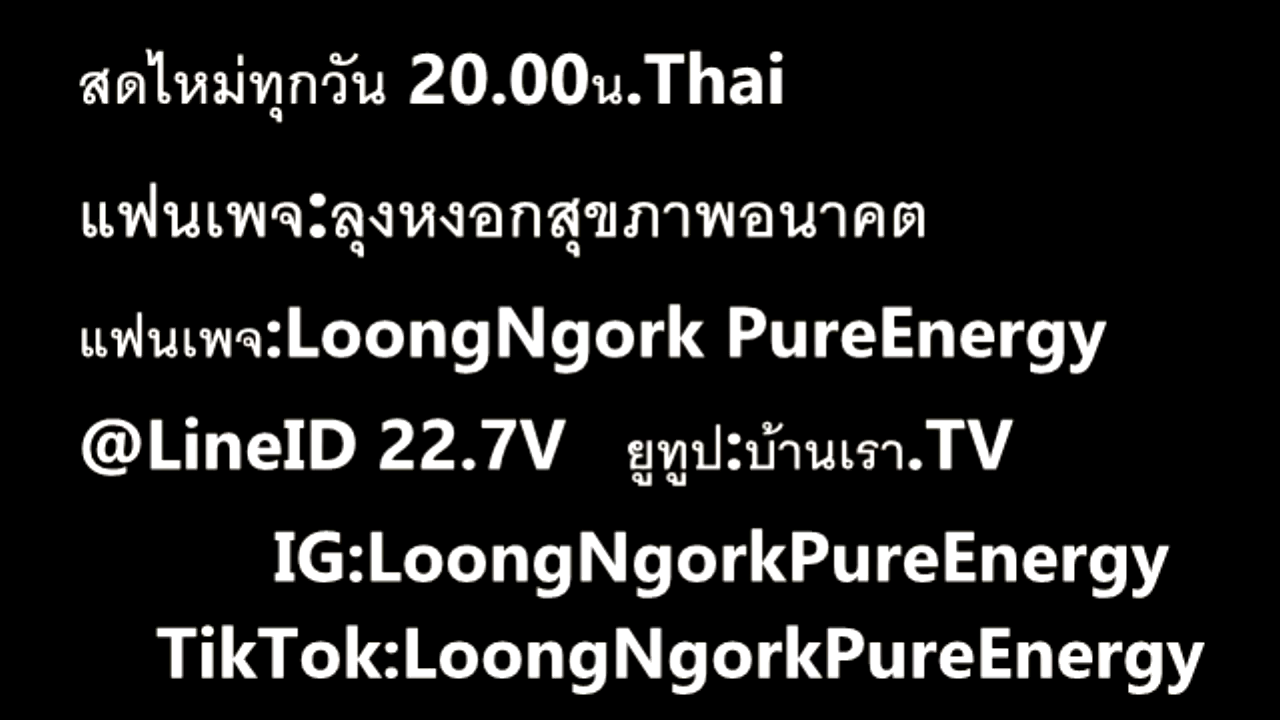 สดใหม่ทุกวัน 20.00น.Thai
แฟนเพจ:ลุงหงอกสุขภาพอนาคต
แฟนเพจ:LoongNgork PureEnergy
@LineID 22.7V ยูทูป:บ้านเรา.TV
IG:LoongNgorkPureEnergy
TikTok:LoongNgorkPureEnergy